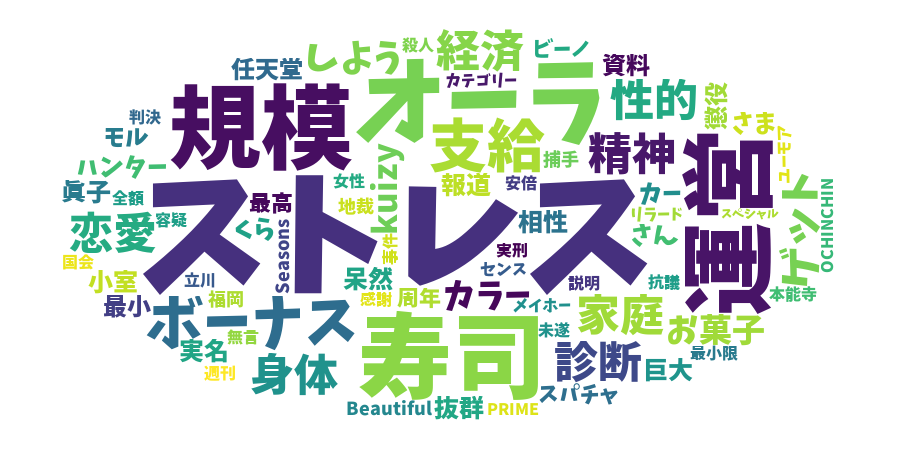 殺人
経済
ビーノ
しよう
任天堂
オーラ
資料
カテゴリー
性的
規模
懲役
判決
モル
支給
さま
精神
捕手
ユーモア
ハンター
kuizy
女性
報道
安倍
カー
眞子
全額
最高
地裁
ストレス
運営
ゲット
OCHINCHIN
恋愛
容疑
くら
相性
リラード
スペシャル
さん
Seasons
事件
実刑
国会
小室
立川
呆然
センス
説明
抗議
本能寺
最小
福岡
感謝
周年
カラー
メイホー
家庭
お菓子
ボーナス
無言
寿司
未遂
実名
診断
最小限
週刊
身体
巨大
スパチャ
Beautiful
抜群
PRIME